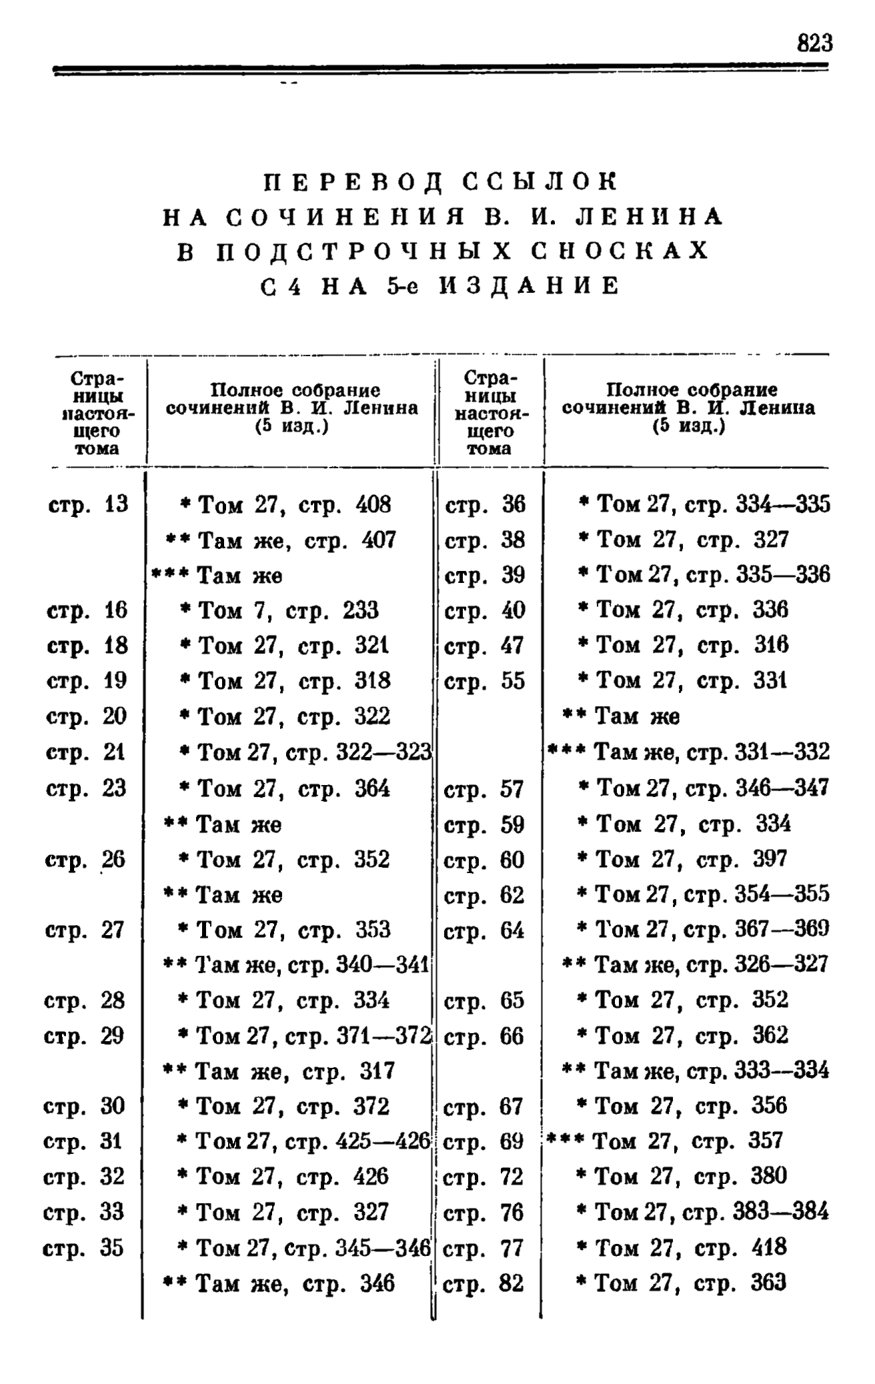 823
ПЕРЕВОД ССЫЛОК
НА СОЧИНЕНИЯ В. И. ЛЕНИНА
В ПОДСТРОЧНЫХ СНОСКАХ
С 4 НА 5-е ИЗДАНИЕ
Стра-
ницы
настоя-
щего
тома
Полное собрание
сочинений В. И. Ленина
(5 изд.)
стр. 13 * Том 27, стр. 408
** Там же, стр. 407
*** Там же
стр. 16 * Том 7, стр. 233
стр. 18 * Том 27, стр. 321
стр. 19 * Том 27, стр. 318
стр. 20 * Том 27, стр. 322
стр. 21 * Том 27, стр. 322—323
стр. 23 * Том 27, стр. 364
** Там же
стр. 26 * Том 27, стр. 352
** Там же
стр. 27 * Том 27, стр. 353
** Там же, стр. 340—341
стр. 28 * Том 27, стр. 334
стр. 29 * Том 27, стр. 371—372
** Там же, стр. 317
стр. 30 * Том 27, стр. 372
стр. 31 * Том 27, стр. 425—426
стр. 32 * Том 27, стр. 426
стр. 33 * Том 27, стр. 327
стр. 35 * Том 27, стр. 345—346
** Там же, стр. 346
Стра-
ницы
настоя-
щего
тома
Полное собрание
сочинений В. И. Ленина
(5 изд.)
стр. 36 * Том 27, стр. 334—335
стр. 38 * Том 27, стр. 327
стр. 39 * Том 27, стр. 335—336
стр. 40 * Том 27, стр. 336
стр. 47 * Том 27, стр. 316
стр. 55 * Том 27, стр. 331
** Там же
*** Там же, стр. 331—332
стр. 57 * Том 27, стр. 346—347
стр. 59 * Том 27, стр. 334
стр. 60 * Том 27, стр. 397
стр. 62 * Том 27, стр. 354—355
стр. 64 * Том 27, стр. 367—369
** Там же, стр. 326—327
стр. 65 * Том 27, стр. 352
стр. 66 * Том 27, стр. 362
** Там же, стр. 333—334
стр. 67 * Том 27, стр. 356
стр. 69 *** Том 27, стр. 357
стр. 72 * Том 27, стр. 380
стр. 76 * Том 27, стр. 383—384
стр. 77 * Том 27, стр. 418
стр. 82 * Том 27, стр. 363